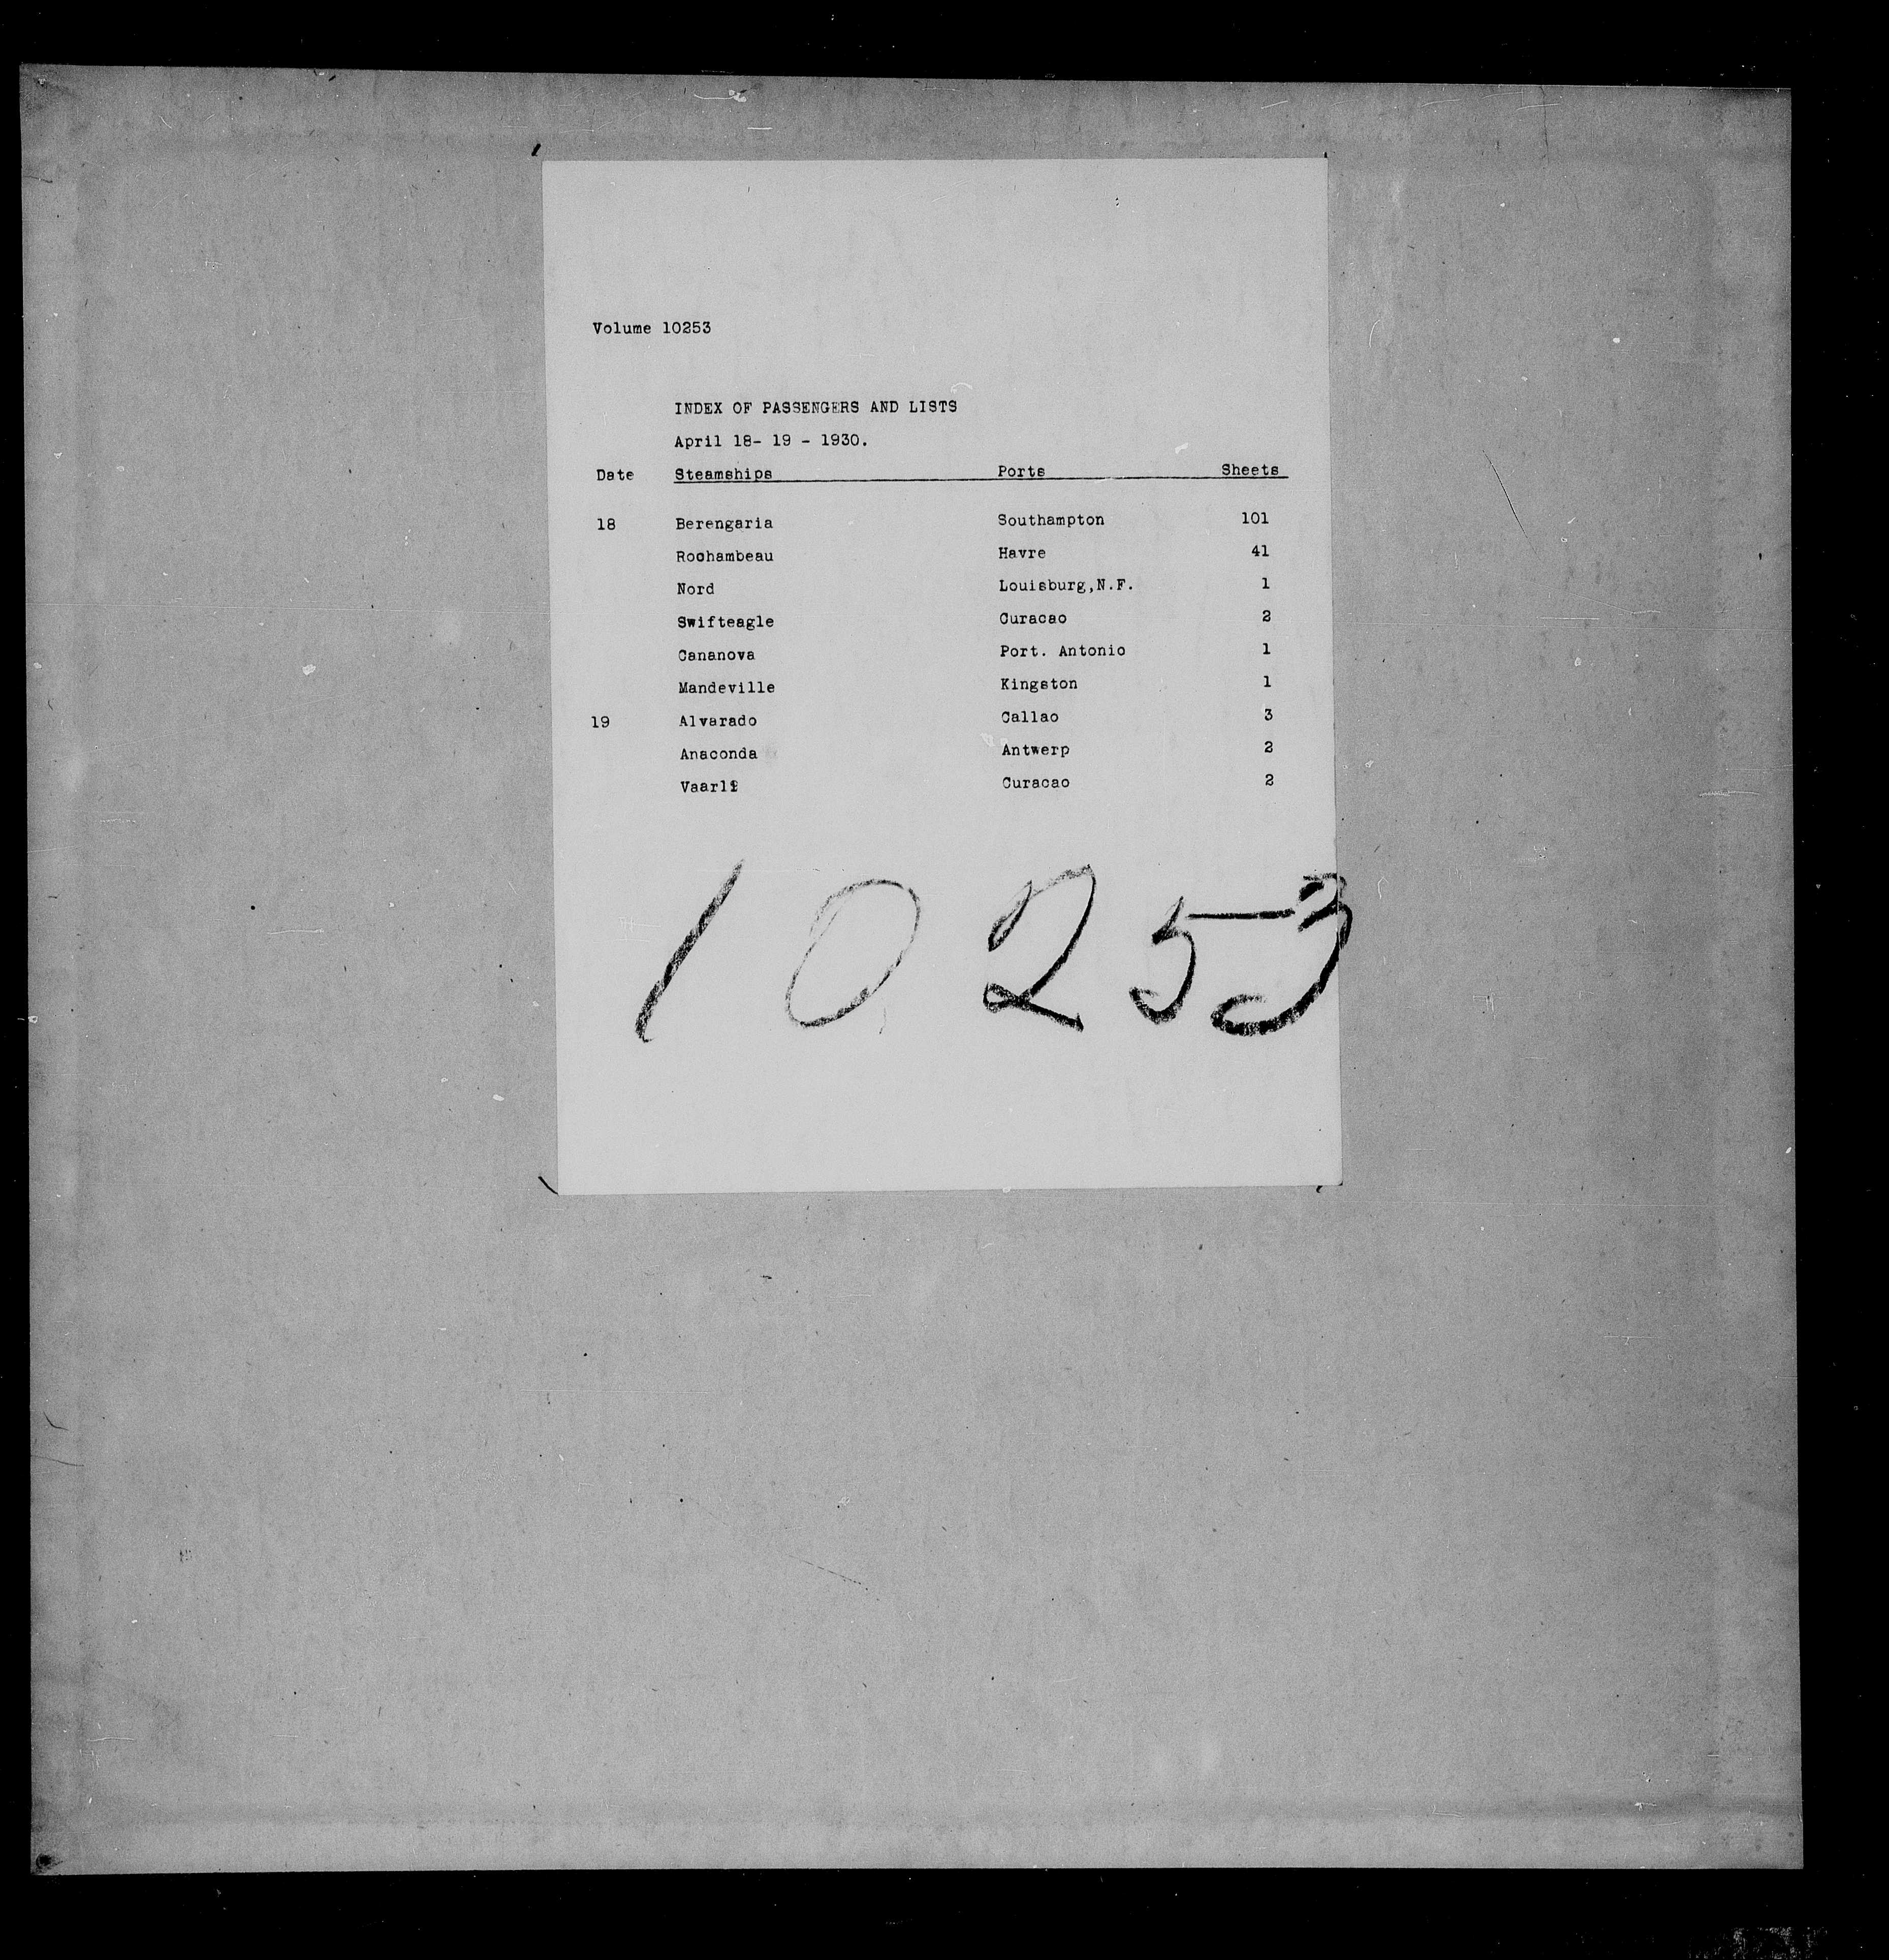 Volume 10253
INDEX OF PASSENGERS AND LISTS
April 18- 19 - 1930.
Date Steamships Ports Sheets
18 Berengaria Southampton 101
Rochambeau Havre 41
Nord Louisburg,N.F. 1
Swifteagle Curacao 2
Cananova Port. Antonio 1
Mandeville Kingston 1
19 Alvarado Callao 3
Anaconda Antwerp 2
Curacao 2
10253